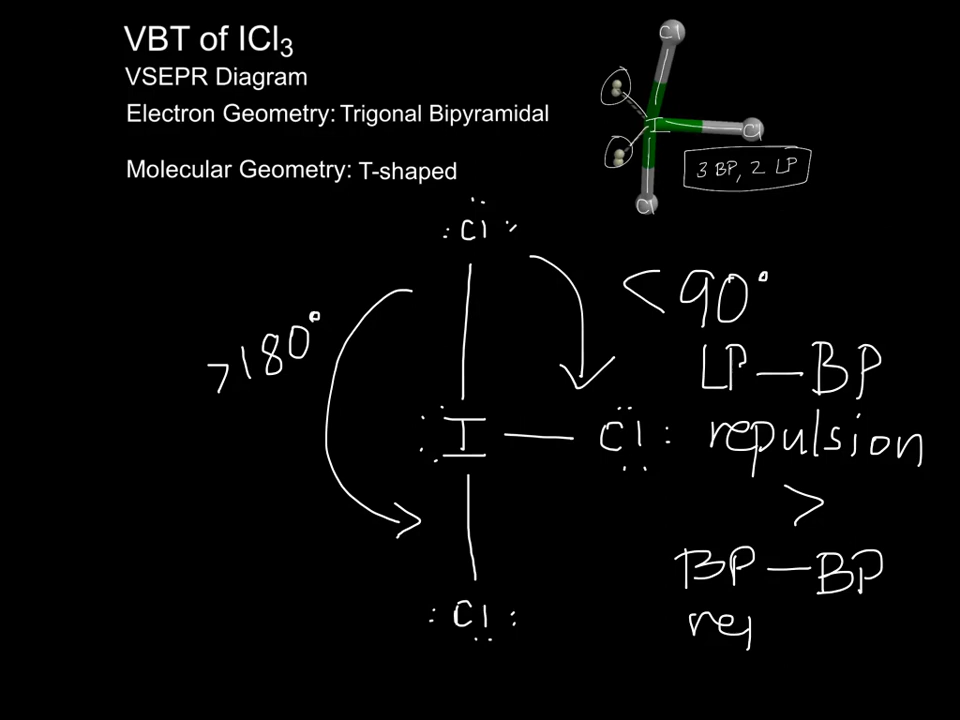 VBT of ICl3
VSEPR Diagram
Electron Geometry: Trigonal Bipyramidal
Molecular Geometry: T-shaped
Cl
I
Cl
Cl
3 BP, 2 LP
:Cl:
<90°
>180°
LP—BP
I — Cl:
repulsion
>
BP—BP
:Cl:
rep